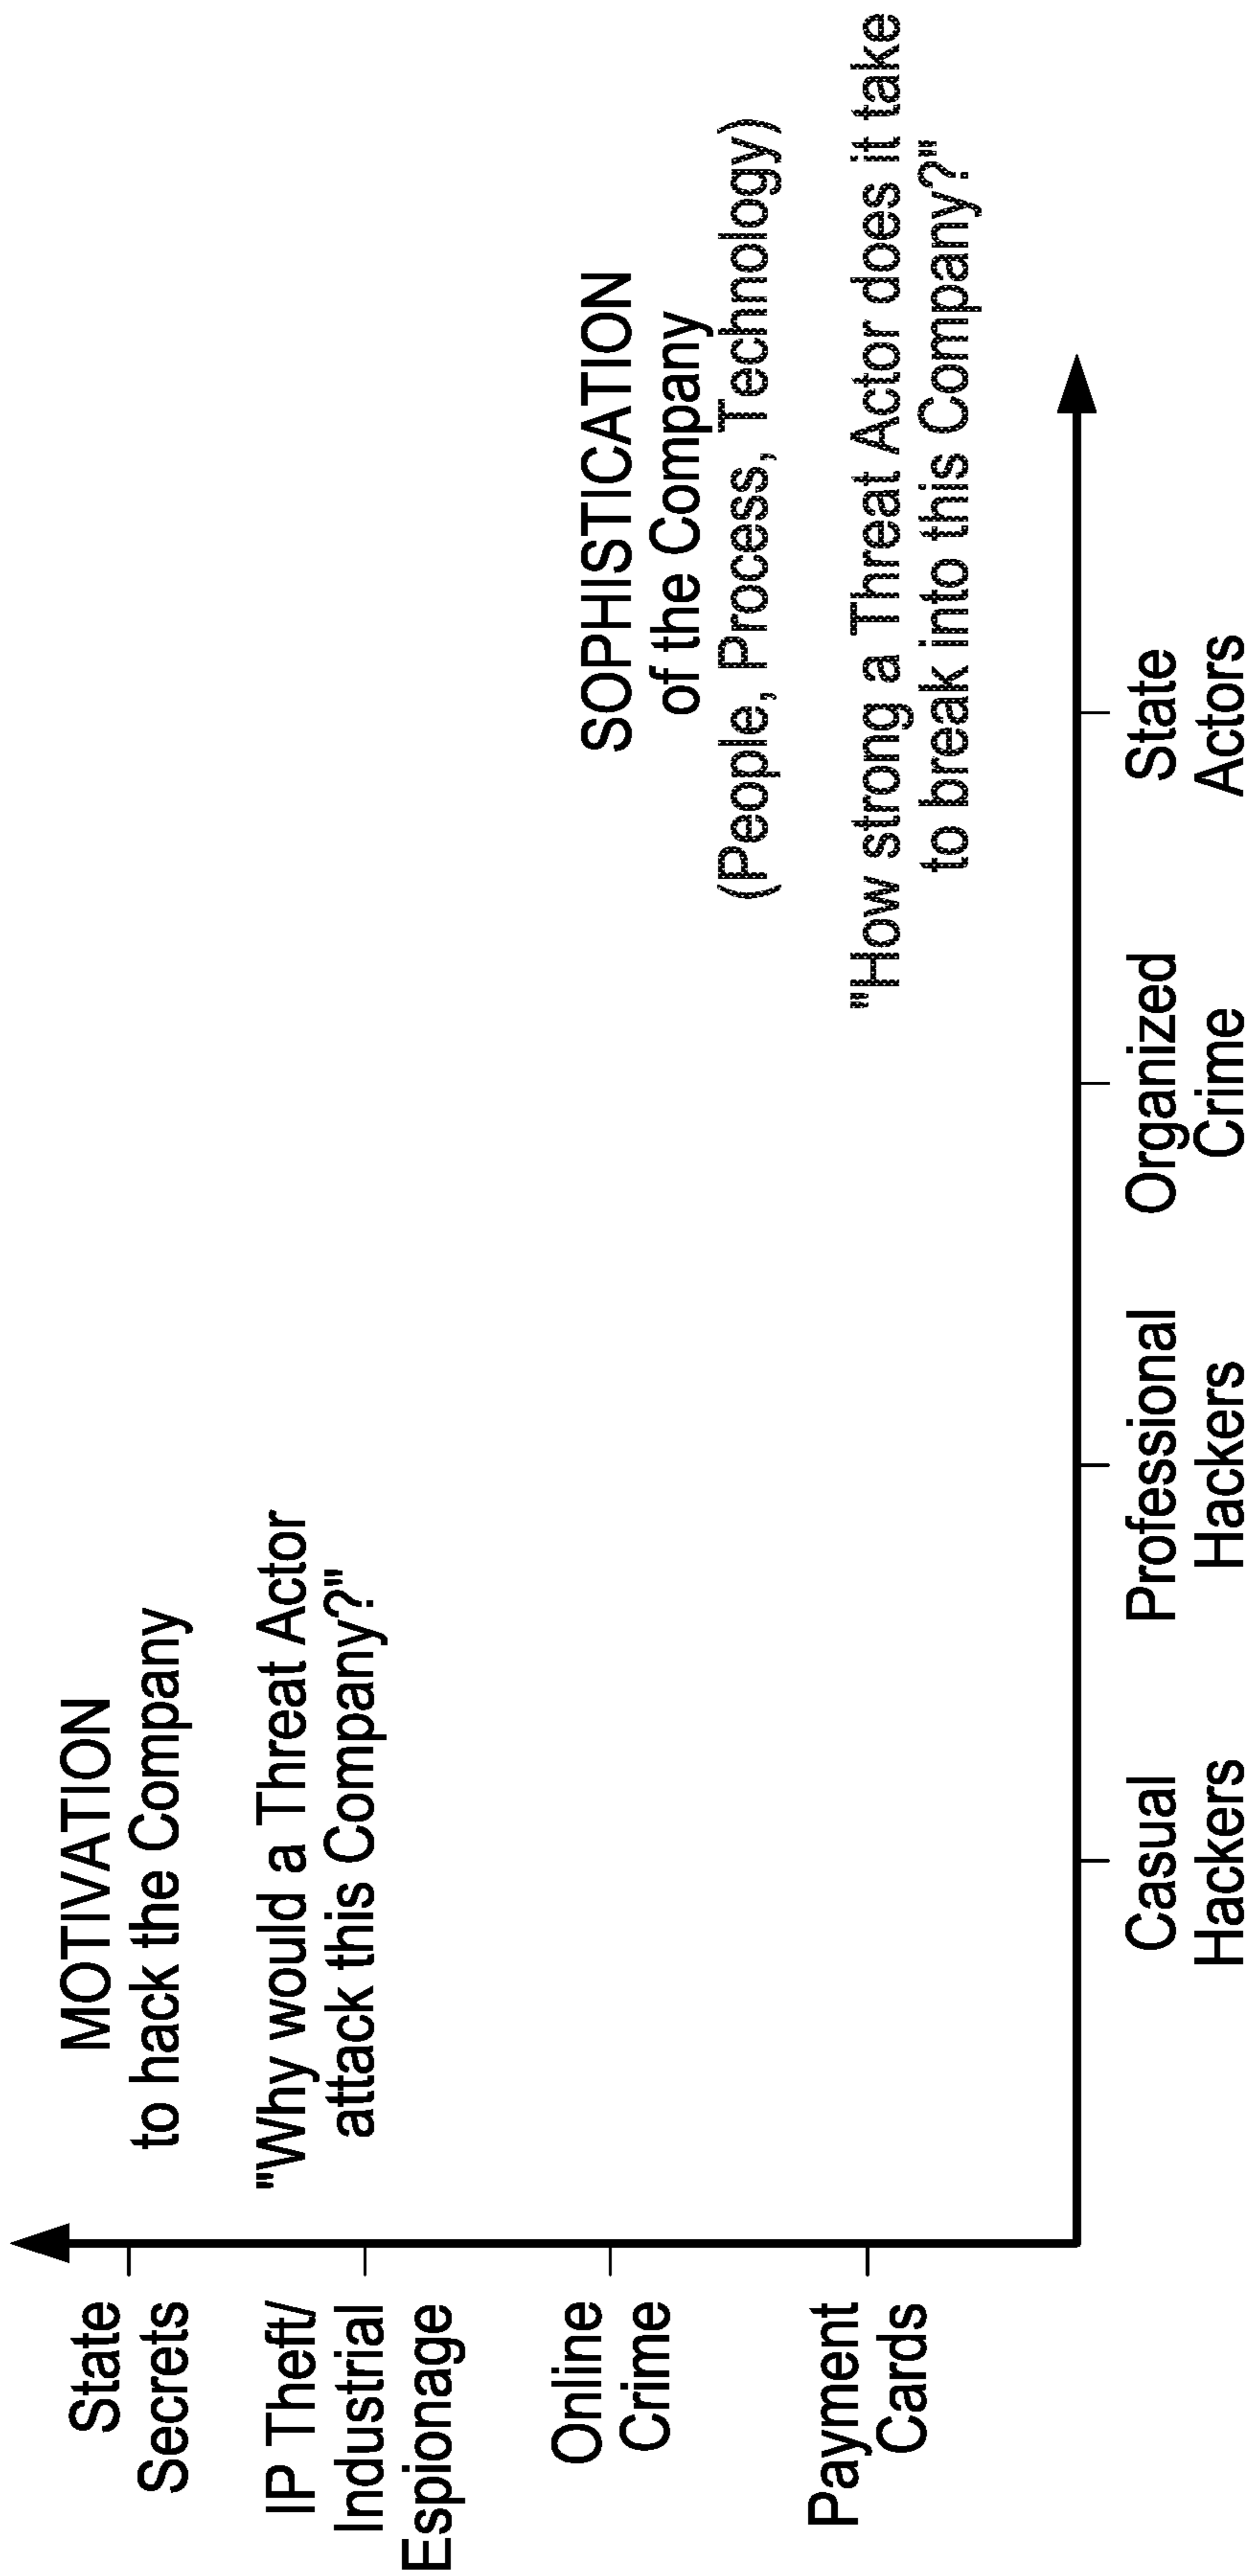 MOTIVATION
to hack the Company
"Why would a Threat Actor
attack this Company?"
State
Secrets
IP Theft/
Industrial
Espionage
Online
Crime
Payment
Cards
SOPHISTICATION
of the Company
(People, Process, Technology)
"How strong a Threat Actor does it take
to break into this Company?"
Casual
Hackers
Professional
Hackers
Organized
Crime
State
Actors